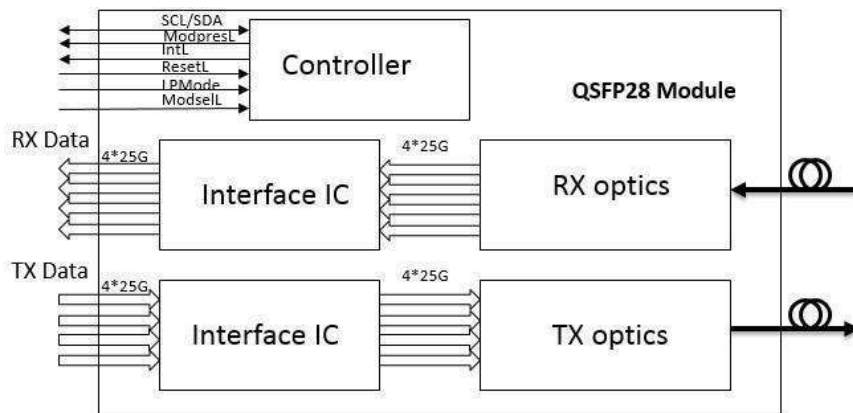 SCL/SDA
ModpresL
IntL
ResetL
LPMode
ModselL
Controller
QSFP28 Module
RX Data
4*25G
Interface IC
4*25G
RX optics
TX Data
4*25G
Interface IC
4*25G
TX optics